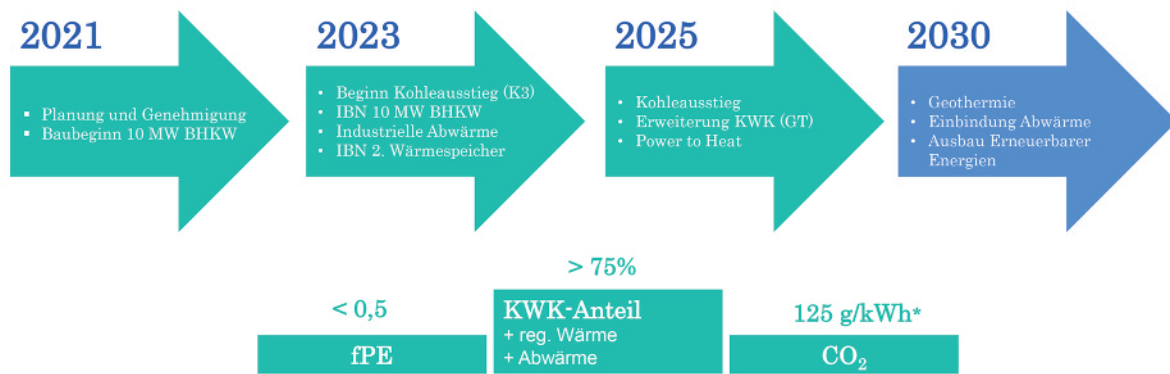 2021
▪ Planung und Genehmigung
▪ Baubeginn 10 MW BHKW
2023
• Beginn Kohleausstieg (K3)
• IBN 10 MW BHKW
• Industrielle Abwärme
• IBN 2. Wärmespeicher
2025
• Kohleausstieg
• Erweiterung KWK (GT)
• Power to Heat
2030
• Geothermie
• Einbindung Abwärme
• Ausbau Erneuerbarer
Energien
< 0,5
fPE
> 75%
KWK-Anteil
+ reg. Wärme
+ Abwärme
125 g/kWh*
CO₂